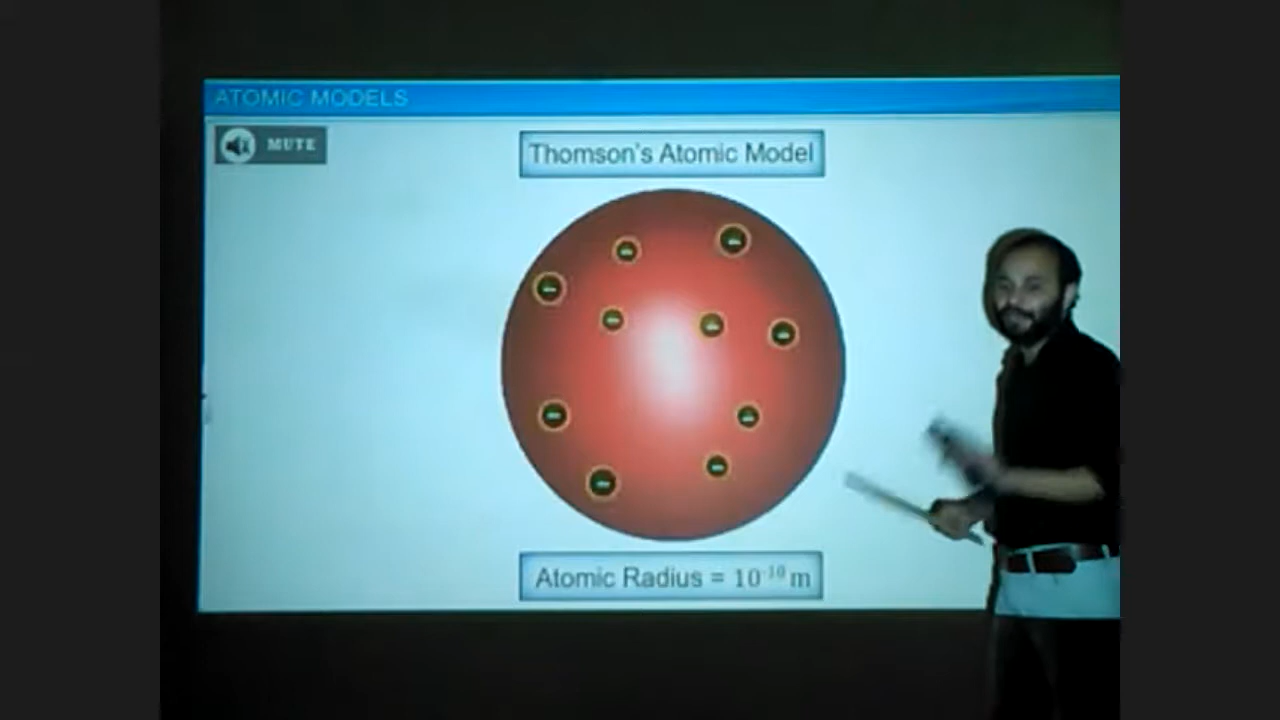 ATOMIC MODELS
MUTE
Thomson's Atomic Model
Atomic Radius = 10⁻¹⁰ m